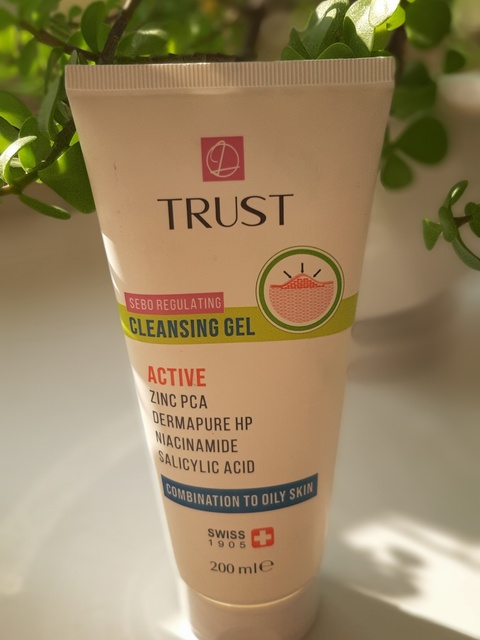 TRUST
SEBO REGULATING
CLEANSING GEL
ACTIVE
ZINC PCA
DERMAPURE HP
NIACINAMIDE
SALICYLIC ACID
COMBINATION TO OILY SKIN
SWISS
1905
200 ml℮